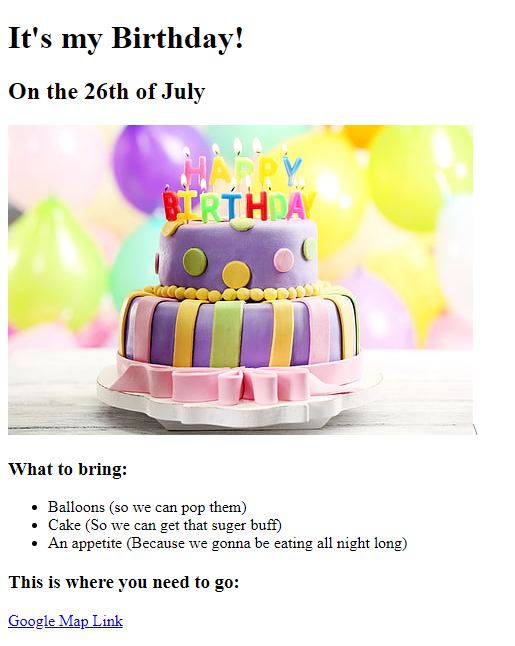 It's my Birthday!
On the 26th of July
HAPPY
BIRTHDAY
\
What to bring:
Balloons (so we can pop them)
Cake (So we can get that suger buff)
An appetite (Because we gonna be eating all night long)
This is where you need to go:
Google Map Link